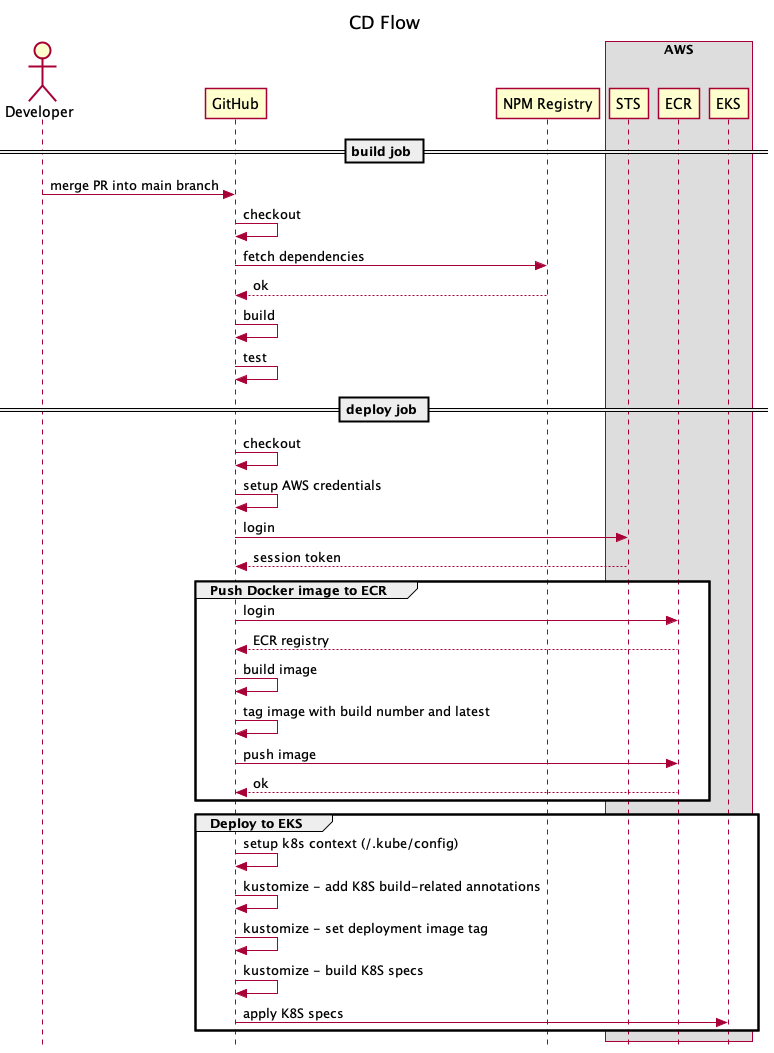 CD Flow
AWS
Developer
GitHub
NPM Registry
STS
ECR
EKS
build job
merge PR into main branch
checkout
fetch dependencies
ok
build
test
deploy job
checkout
setup AWS credentials
login
session token
Push Docker image to ECR
login
ECR registry
build image
tag image with build number and latest
push image
ok
Deploy to EKS
setup k8s context (/.kube/config)
kustomize - add K8S build-related annotations
kustomize - set deployment image tag
kustomize - build K8S specs
apply K8S specs